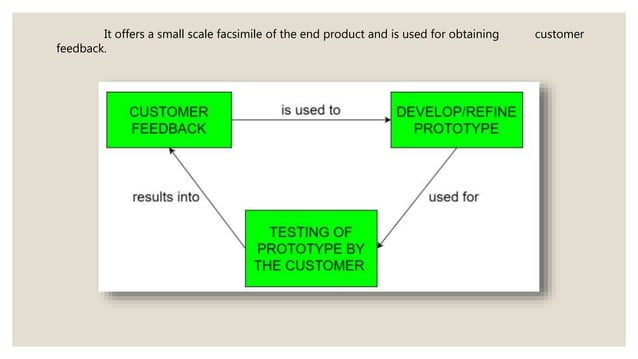 It offers a small scale facsimile of the end product and is used for obtaining customer
feedback.
CUSTOMER
FEEDBACK
is used to
DEVELOP/REFINE
PROTOTYPE
results into
used for
TESTING OF
PROTOTYPE BY
THE CUSTOMER